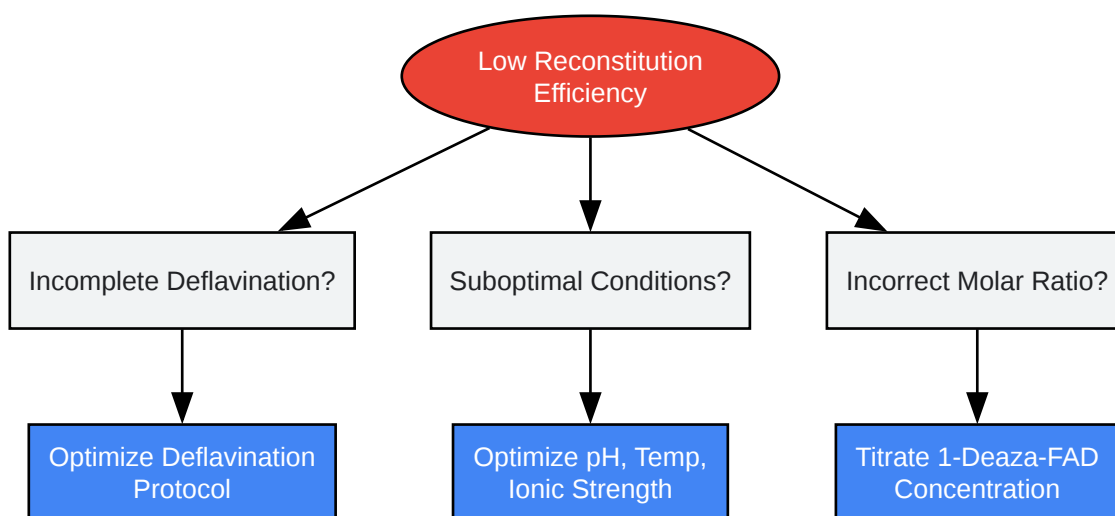 Low Reconstitution
Efficiency
Incomplete Deflavination?
Suboptimal Conditions?
Incorrect Molar Ratio?
Optimize Deflavination
Protocol
Optimize pH, Temp,
Ionic Strength
Titrate 1-Deaza-FAD
Concentration